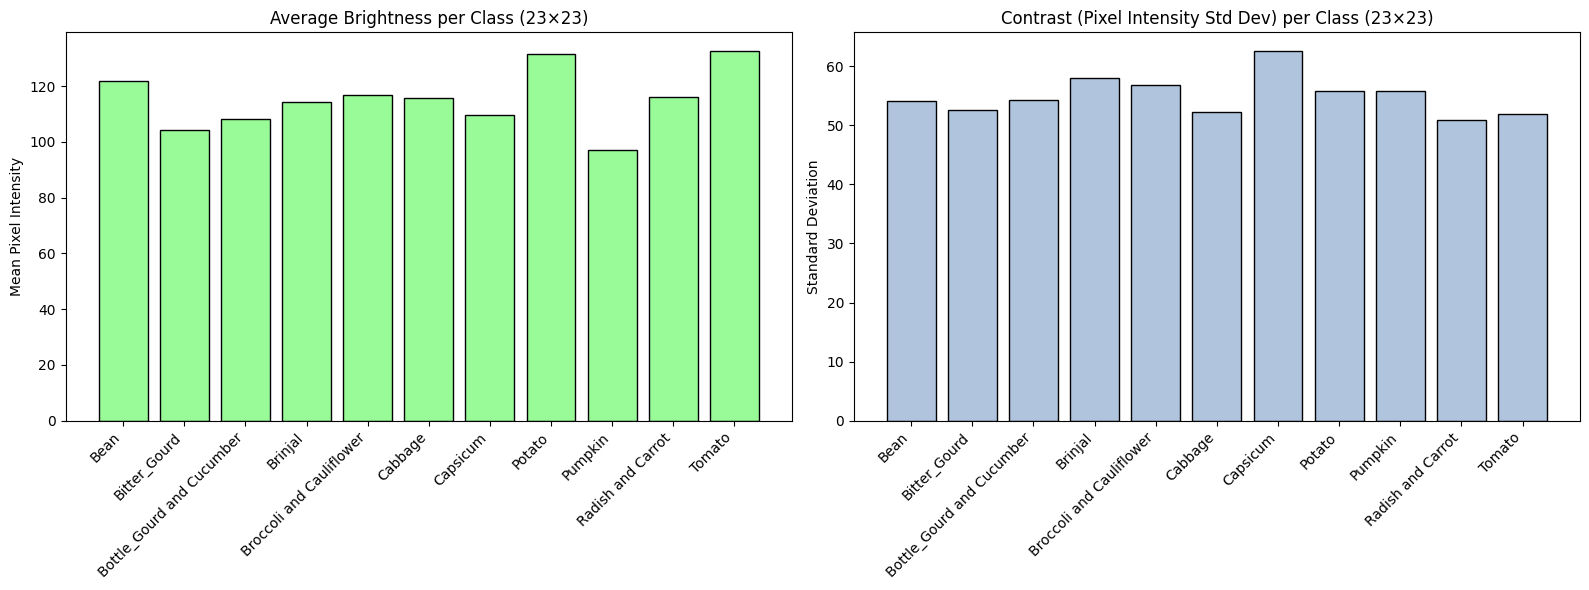 Average Brightness per Class (23×23)
Mean Pixel Intensity
120
100
80
60
40
20
0
Bean
Bitter_Gourd
Bottle_Gourd and Cucumber
Brinjal
Broccoli and Cauliflower
Cabbage
Capsicum
Potato
Pumpkin
Radish and Carrot
Tomato
Contrast (Pixel Intensity Std Dev) per Class (23×23)
Standard Deviation
60
50
40
30
20
10
0
Bean
Bitter_Gourd
Bottle_Gourd and Cucumber
Brinjal
Broccoli and Cauliflower
Cabbage
Capsicum
Potato
Pumpkin
Radish and Carrot
Tomato